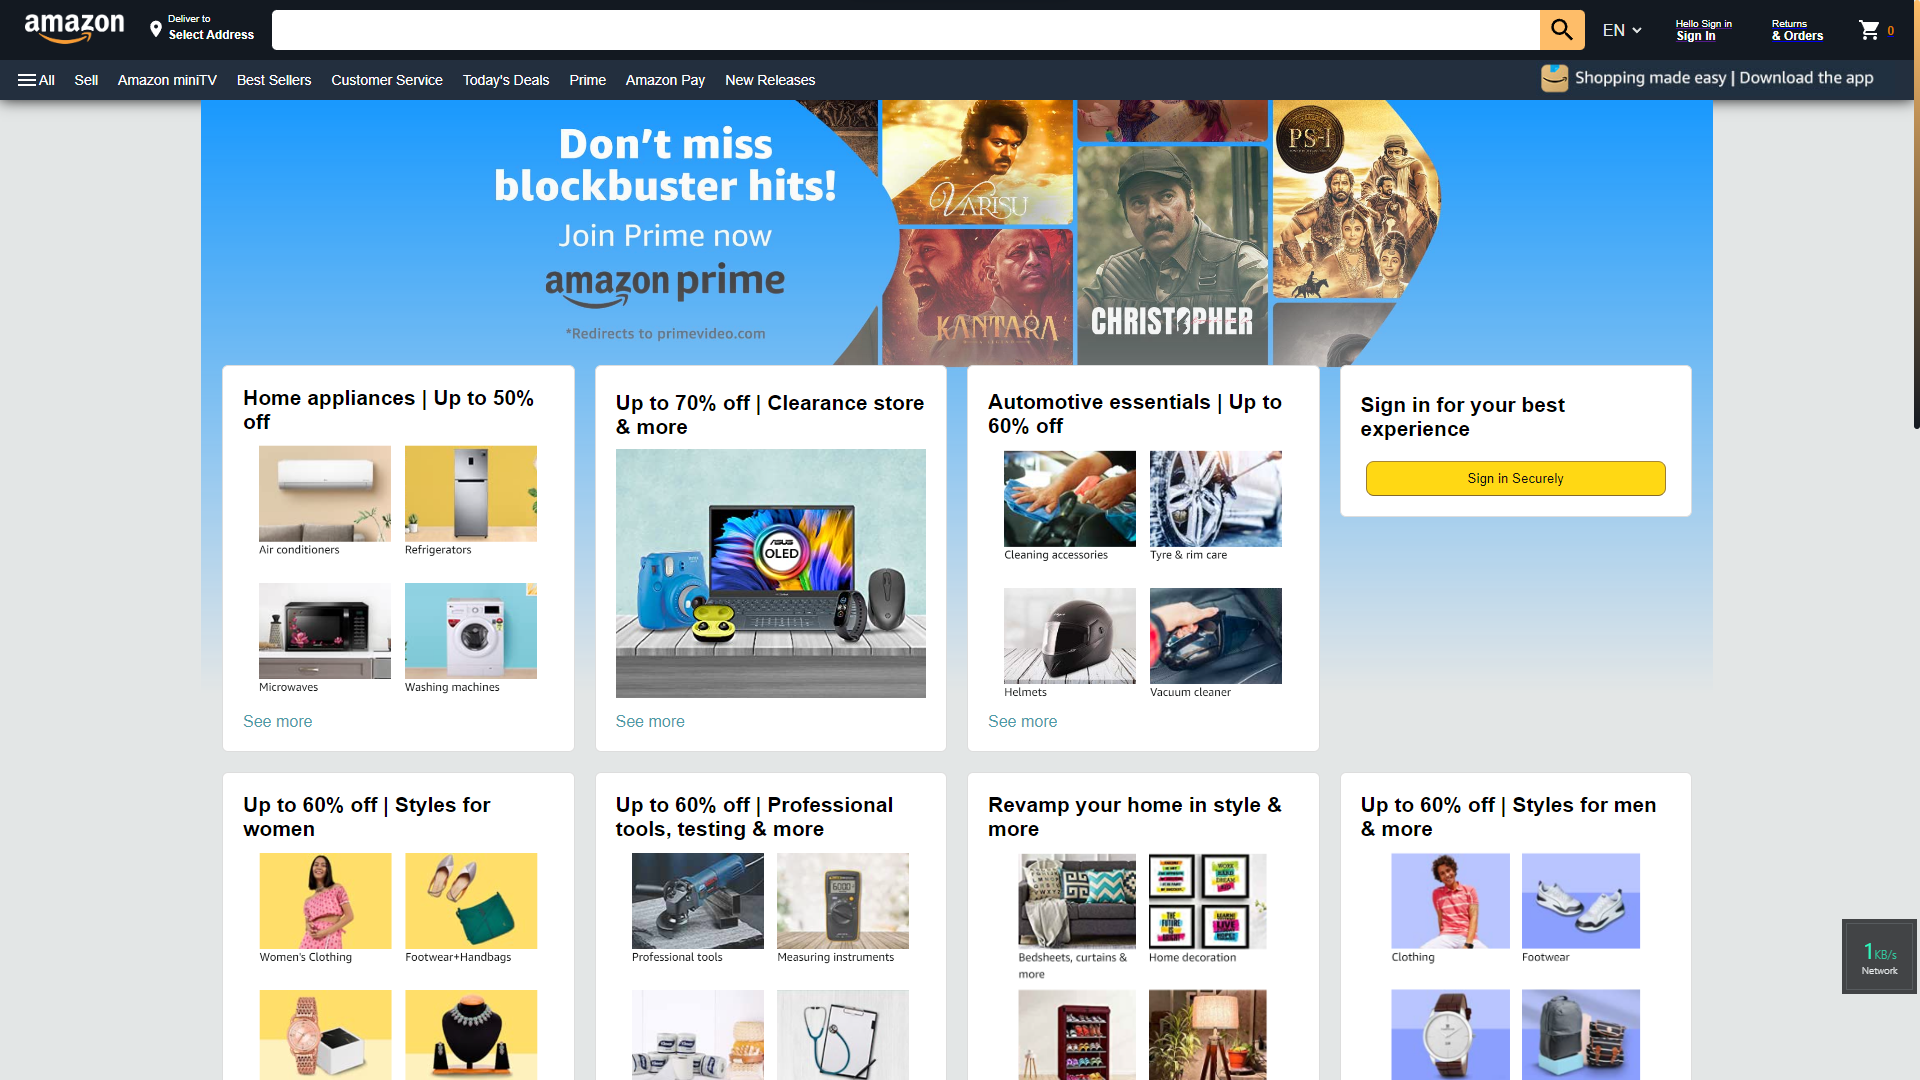 amazon
Deliver to
Select Address
EN
Hello Sign in
Sign In
Returns
& Orders
0
All
Sell
Amazon miniTV
Best Sellers
Customer Service
Today's Deals
Prime
Amazon Pay
New Releases
Shopping made easy | Download the app
Don't miss
blockbuster hits!
Join Prime now
amazon prime
*Redirects to primevideo.com
VARISU
KANTARA
CHRISTOPHER
PS-I
Home appliances | Up to 50%
off
Air conditioners
Refrigerators
Microwaves
Washing machines
See more
Up to 70% off | Clearance store
& more
ASUS
OLED
See more
Automotive essentials | Up to
60% off
Cleaning accessories
Tyre & rim care
Helmets
Vacuum cleaner
See more
Sign in for your best
experience
Sign in Securely
Up to 60% off | Styles for
women
Women's Clothing
Footwear+Handbags
Up to 60% off | Professional
tools, testing & more
Professional tools
Measuring instruments
Revamp your home in style &
more
Bedsheets, curtains &
more
Home decoration
Up to 60% off | Styles for men
& more
Clothing
Footwear
1KB/s
Network